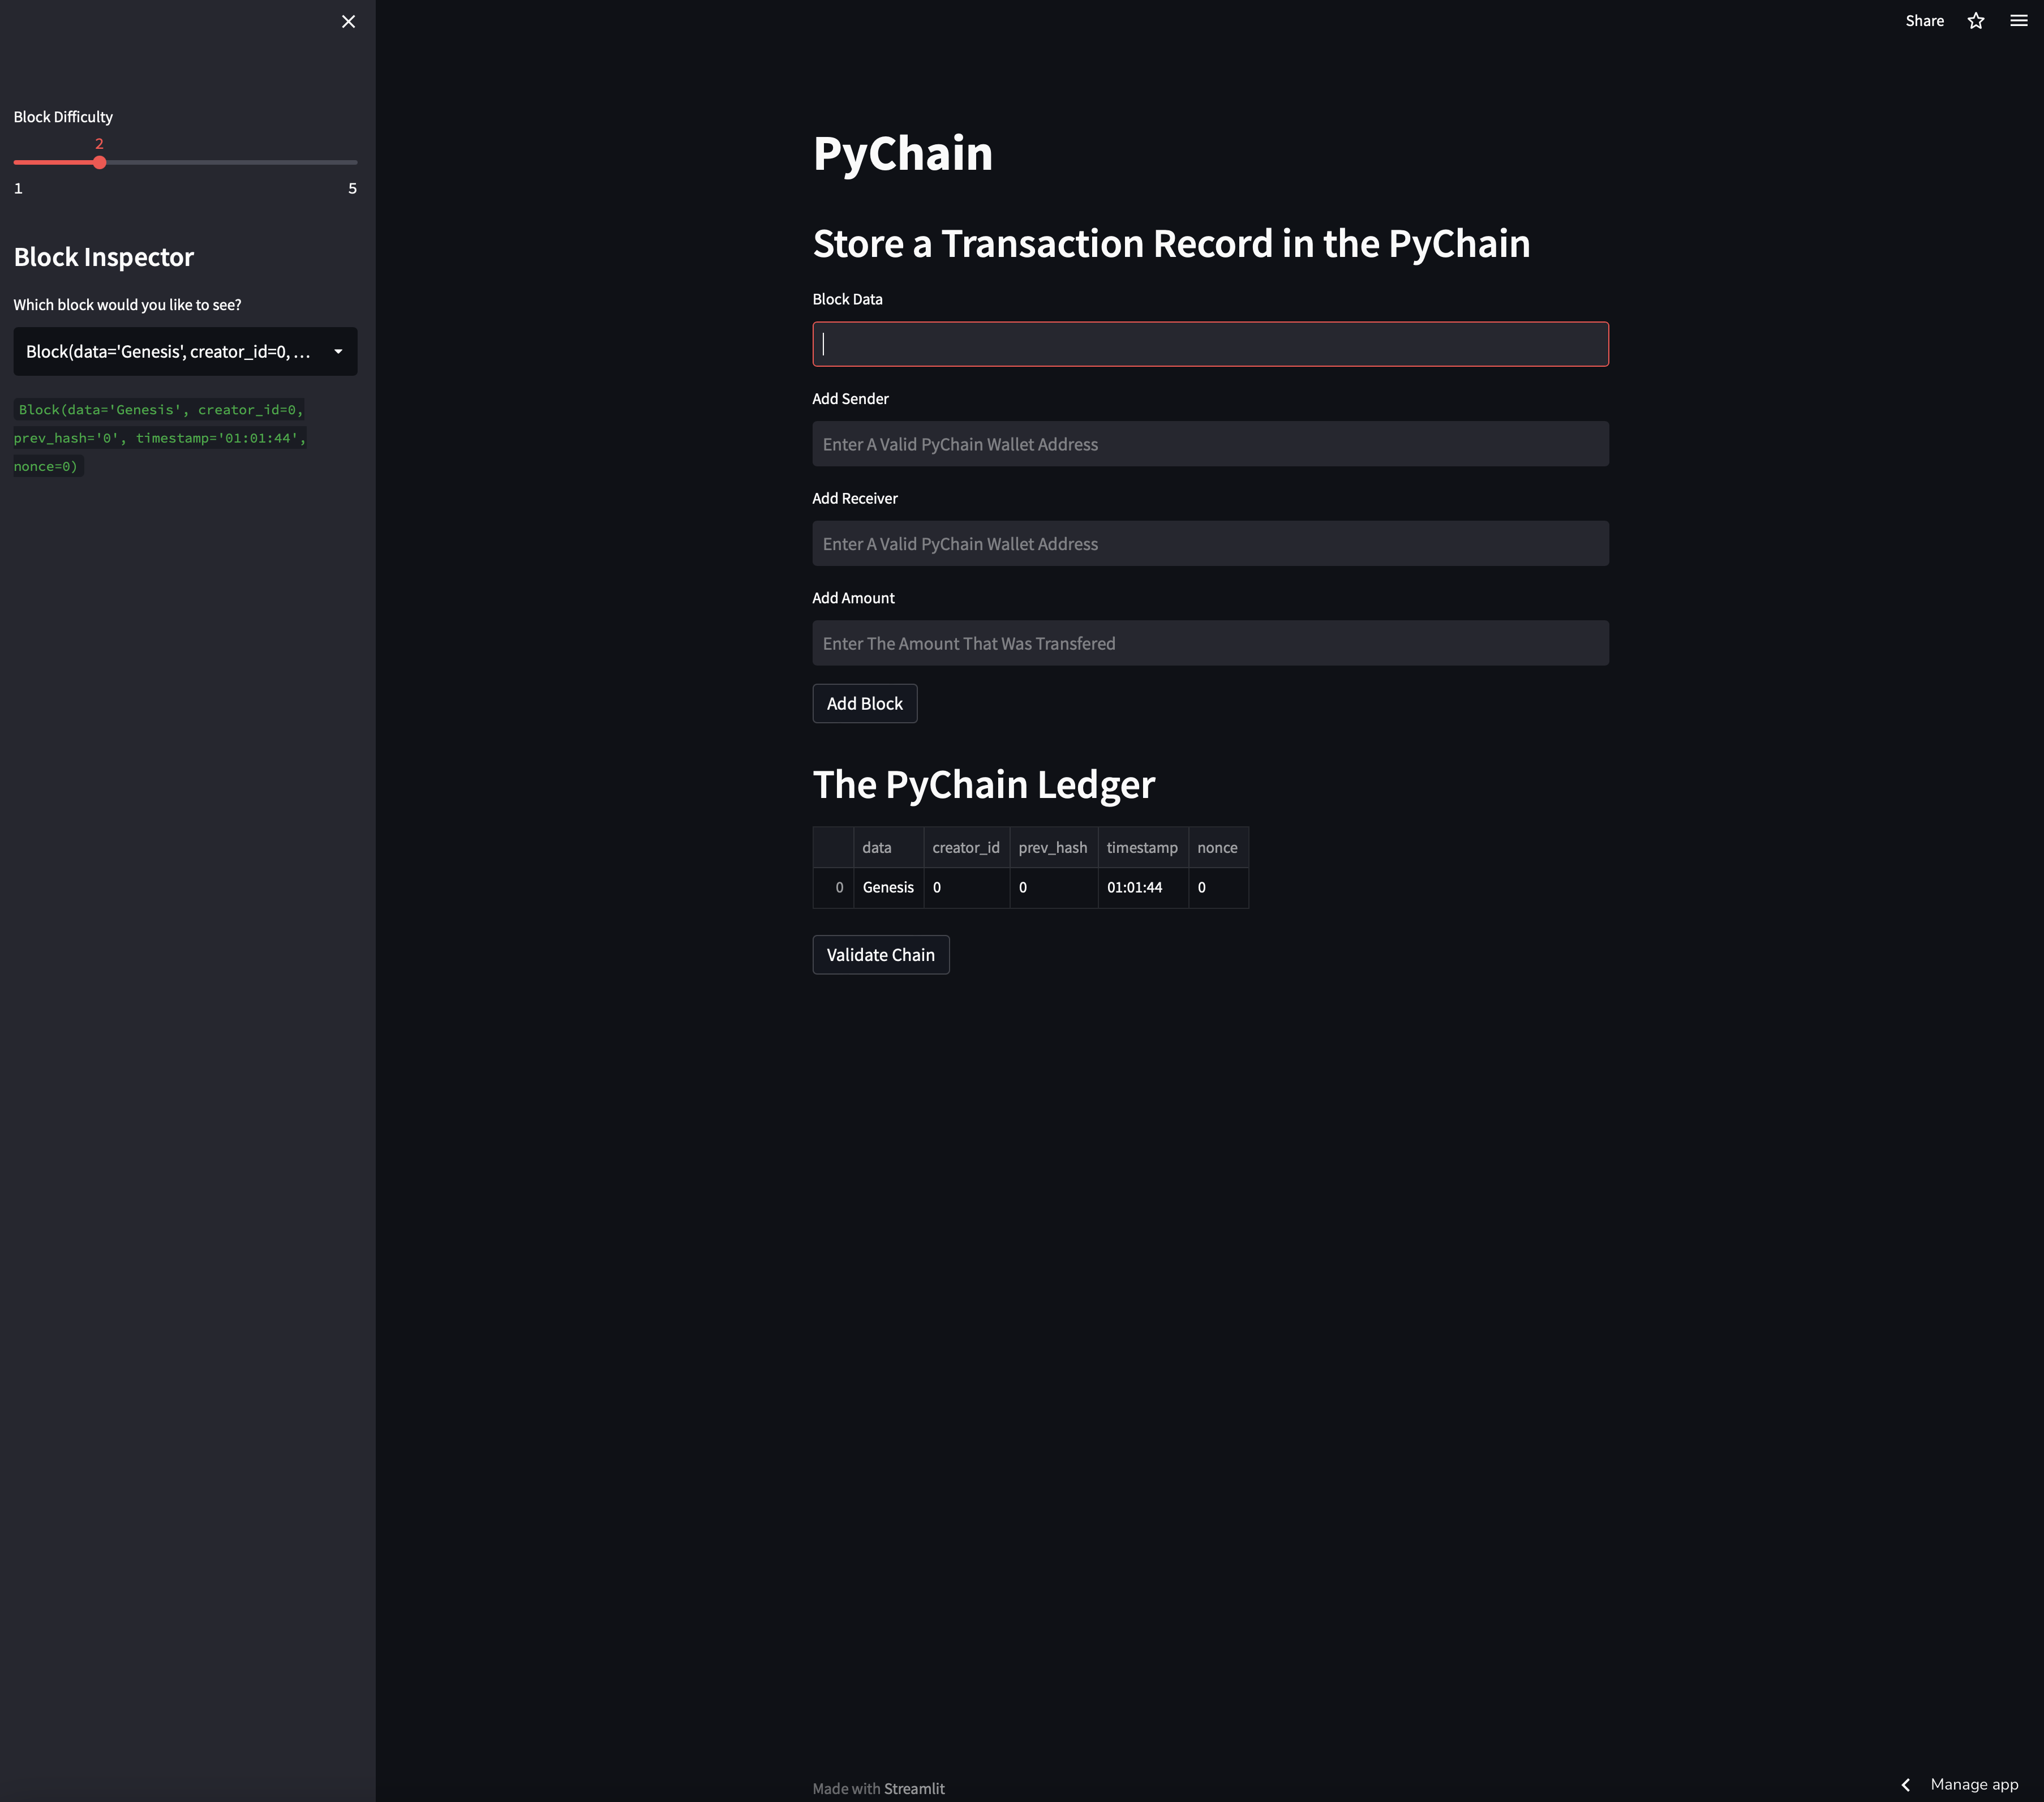 Share
Block Difficulty
2
1 5
Block Inspector
Which block would you like to see?
Block(data='Genesis', creator_id=0, ...
Block(data='Genesis', creator_id=0,
prev_hash='0', timestamp='01:01:44',
nonce=0)
PyChain
Store a Transaction Record in the PyChain
Block Data
Add Sender
Enter A Valid PyChain Wallet Address
Add Receiver
Enter A Valid PyChain Wallet Address
Add Amount
Enter The Amount That Was Transfered
Add Block
The PyChain Ledger
data creator_id prev_hash timestamp nonce
0 Genesis 0 0 01:01:44 0
Validate Chain
Made with Streamlit
Manage app